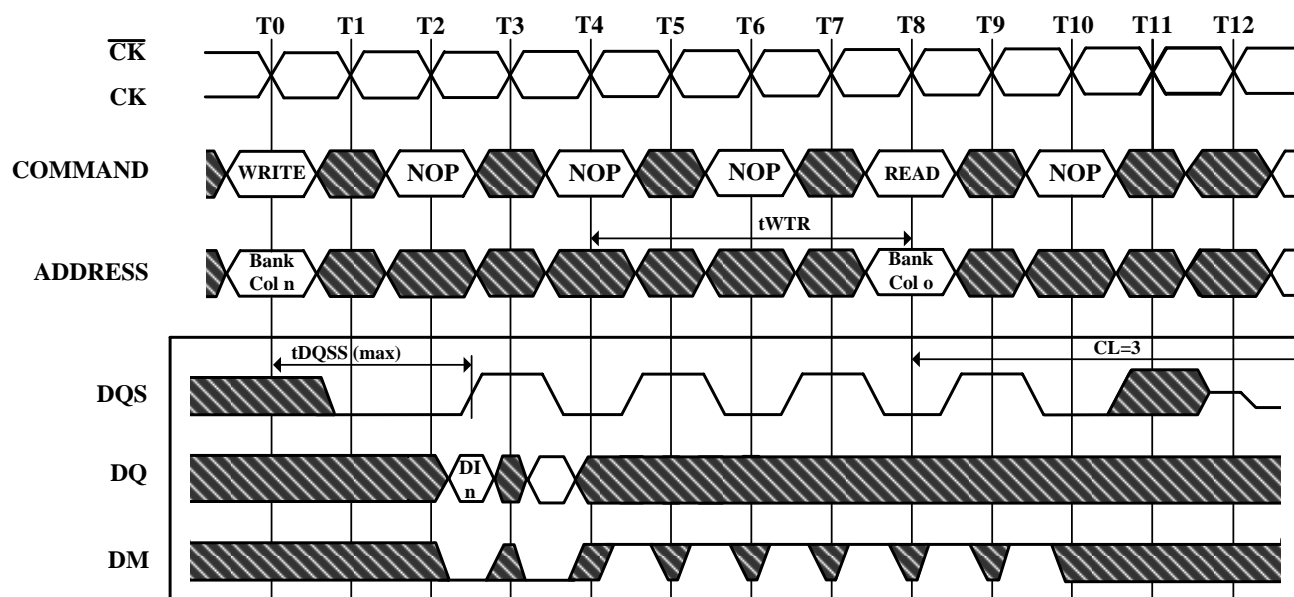 T0 T1 T2 T3 T4 T5 T6 T7 T8 T9 T10 T11 T12
CK
CK
COMMAND WRITE NOP NOP NOP READ NOP
tWTR
ADDRESS Bank Col n Bank Col o
tDQSS (max) CL=3
DQS
DQ DI n
DM